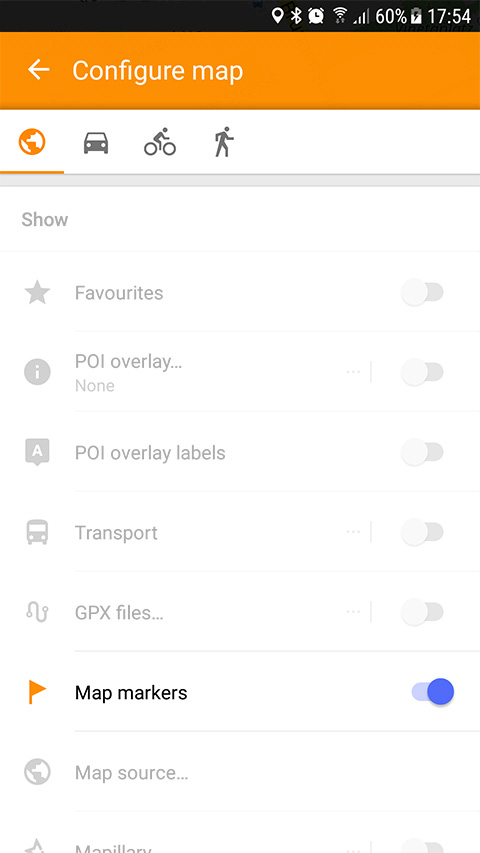 60% 17:54
Configure map
Show
Favourites
POI overlay...
None
A POI overlay labels
Transport
GPX files...
Map markers
Map source...
Mapillary